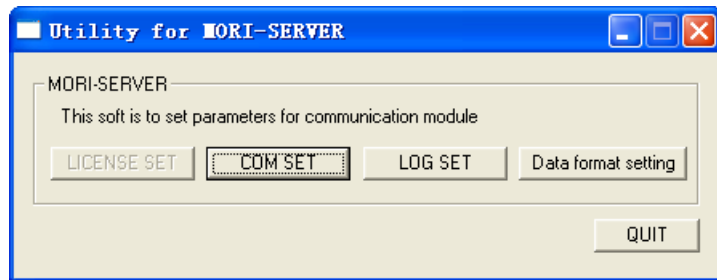 Utility for MORI-SERVER
MORI-SERVER
This soft is to set parameters for communication module
LICENSE SET COM SET LOG SET Data format setting
QUIT